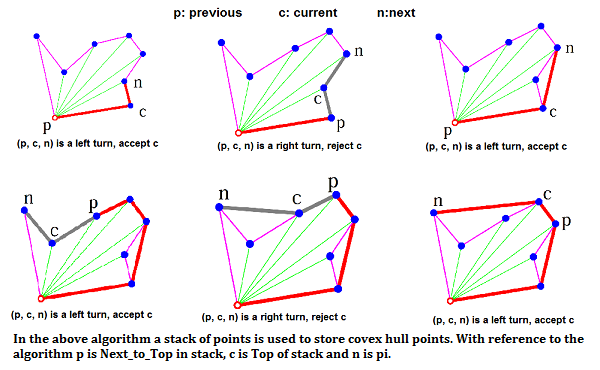 p: previous c: current n:next
n
c
p
(p, c, n) is a left turn, accept c
n
c
p
(p, c, n) is a right turn, reject c
n
c
p
(p, c, n) is a left turn, accept c
n
p
c
(p, c, n) is a left turn, accept c
p
n
c
(p, c, n) is a right turn, reject c
c
n
p
(p, c, n) is a left turn, accept c
In the above algorithm a stack of points is used to store covex hull points. With reference to the
algorithm p is Next_to_Top in stack, c is Top of stack and n is pi.